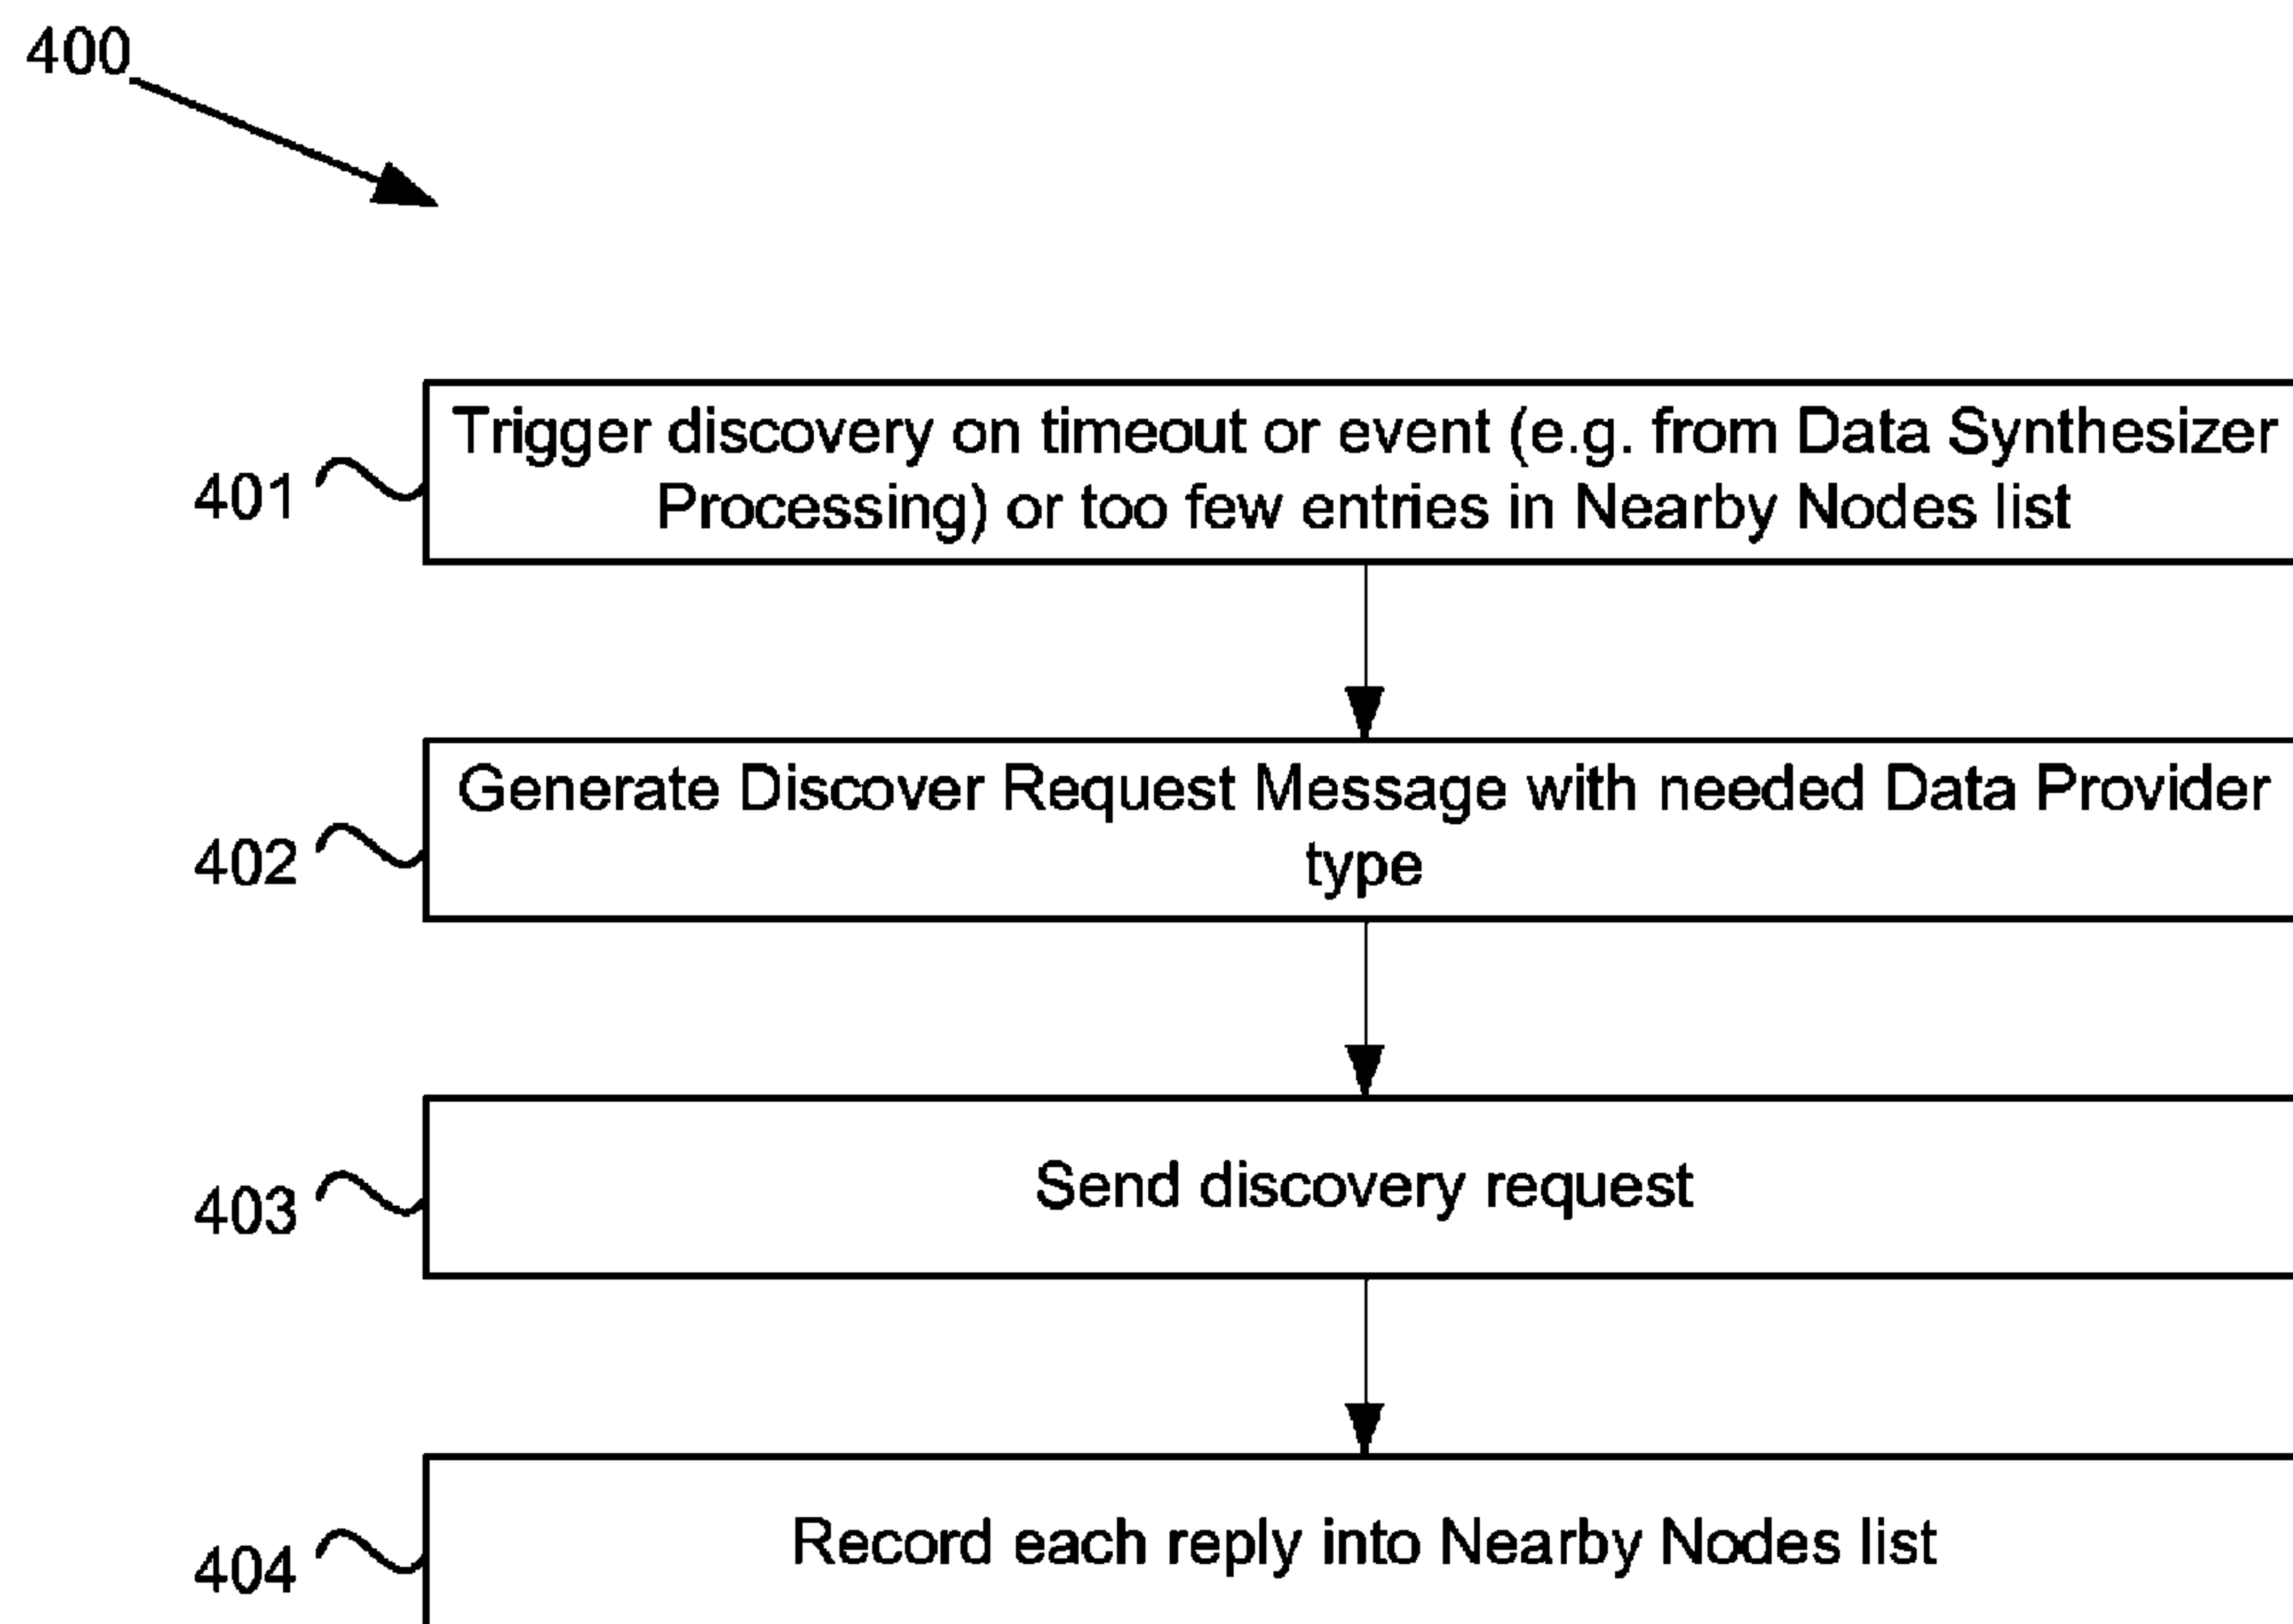 400
401
Trigger discovery on timeout or event (e.g. from Data Synthesizer
Processing) or too few entries in Nearby Nodes list
402
Generate Discover Request Message with needed Data Provider
type
403
Send discovery request
404
Record each reply into Nearby Nodes list